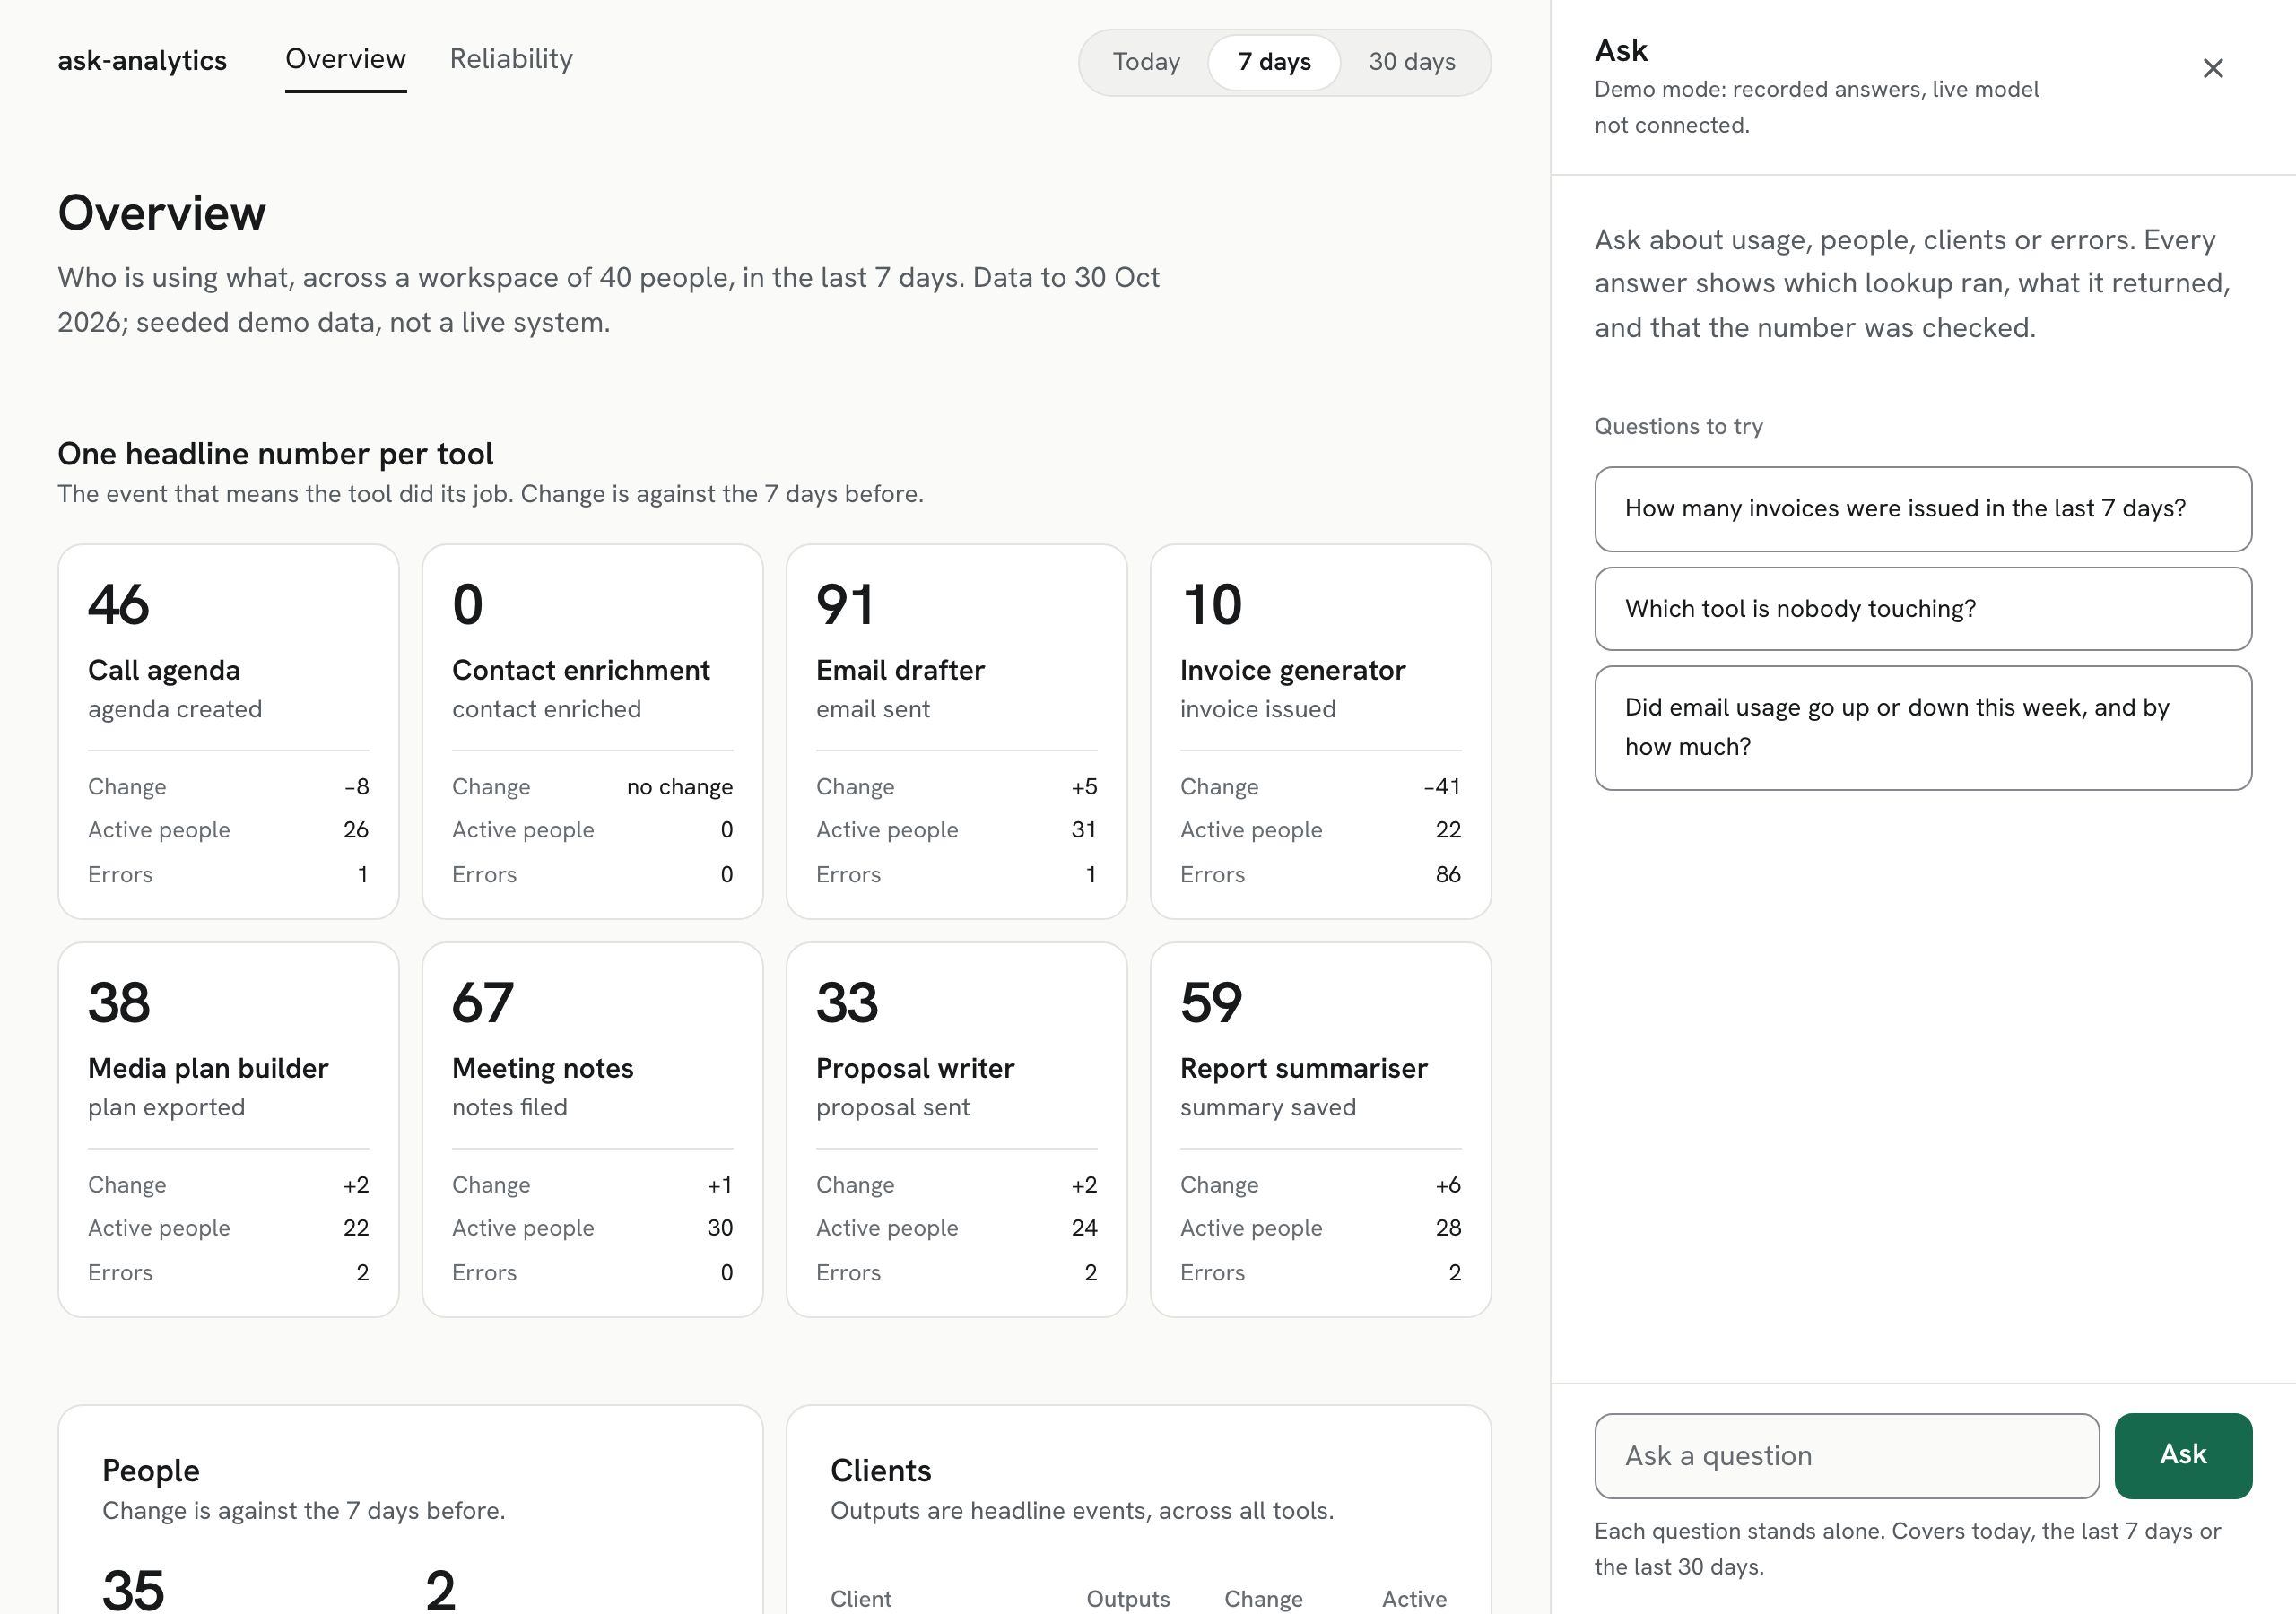 ask-analytics
Overview
Reliability
Today
7 days
30 days
Overview
Who is using what, across a workspace of 40 people, in the last 7 days. Data to 30 Oct
2026; seeded demo data, not a live system.
One headline number per tool
The event that means the tool did its job. Change is against the 7 days before.
46
Call agenda
agenda created
Change −8
Active people 26
Errors 1
0
Contact enrichment
contact enriched
Change no change
Active people 0
Errors 0
91
Email drafter
email sent
Change +5
Active people 31
Errors 1
10
Invoice generator
invoice issued
Change −41
Active people 22
Errors 86
38
Media plan builder
plan exported
Change +2
Active people 22
Errors 2
67
Meeting notes
notes filed
Change +1
Active people 30
Errors 0
33
Proposal writer
proposal sent
Change +2
Active people 24
Errors 2
59
Report summariser
summary saved
Change +6
Active people 28
Errors 2
People
Change is against the 7 days before.
35
2
Clients
Outputs are headline events, across all tools.
Client Outputs Change Active
Ask
Demo mode: recorded answers, live model
not connected.
Ask about usage, people, clients or errors. Every
answer shows which lookup ran, what it returned,
and that the number was checked.
Questions to try
How many invoices were issued in the last 7 days?
Which tool is nobody touching?
Did email usage go up or down this week, and by
how much?
Ask a question
Ask
Each question stands alone. Covers today, the last 7 days or
the last 30 days.